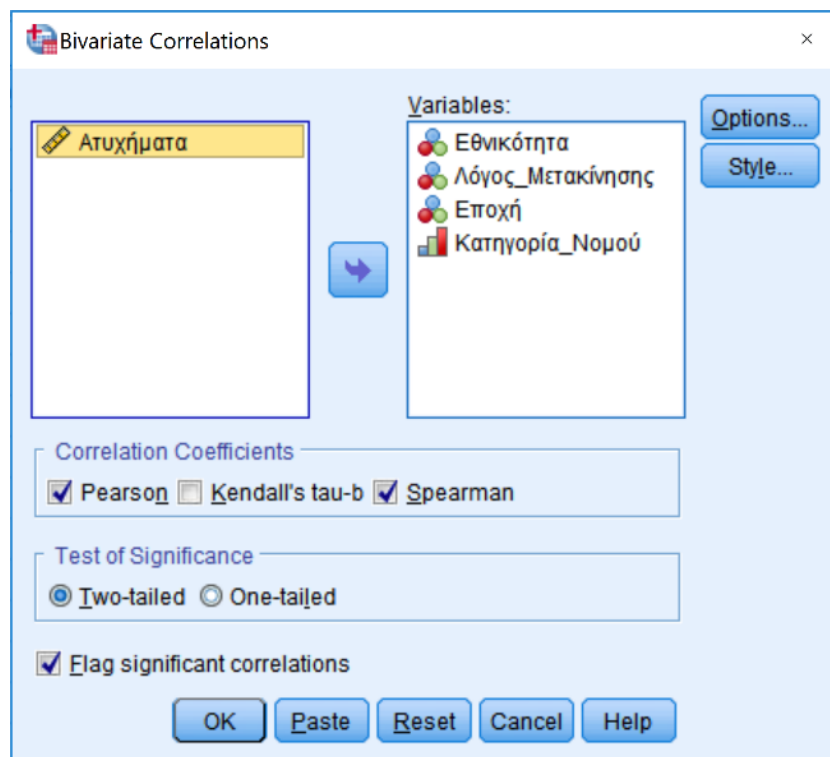 Bivariate Correlations
Variables:
Ατυχήματα
Εθνικότητα
Λόγος_Μετακίνησης
Εποχή
Κατηγορία_Νομού
Options...
Style...
Correlation Coefficients
Pearson Kendall's tau-b Spearman
Test of Significance
Two-tailed One-tailed
Flag significant correlations
OK Paste Reset Cancel Help